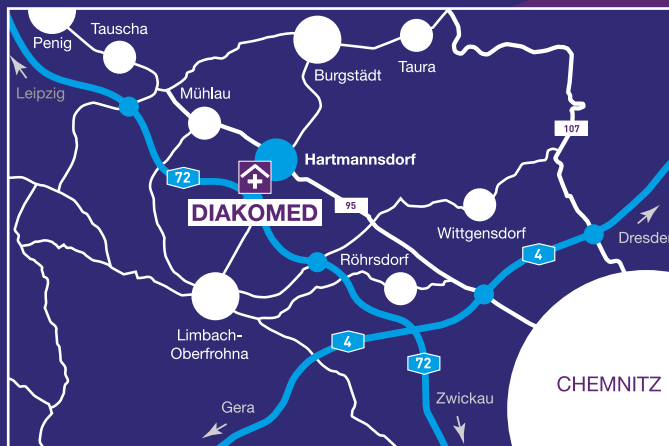 Penig
Tauscha
Burgstädt
Taura
Leipzig
Mühlau
107
Hartmannsdorf
72
DIAKOMED
95
Wittgensdorf
Dresden
4
Röhrsdorf
Limbach-
Oberfrohna
4
72
CHEMNITZ
Zwickau
Gera